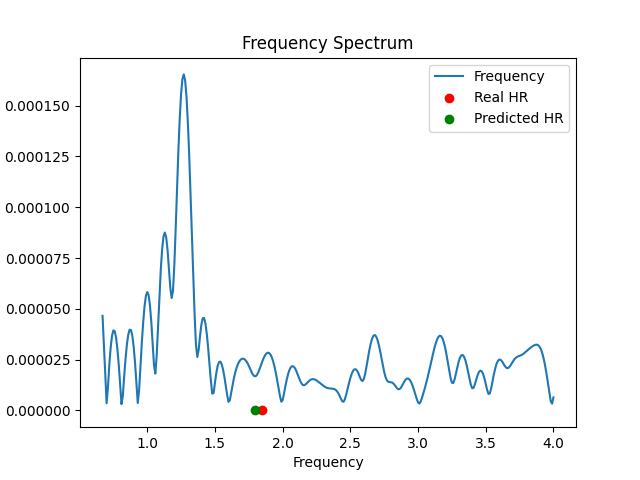 Frequency Spectrum
Frequency
Real HR
Predicted HR
0.000150
0.000125
0.000100
0.000075
0.000050
0.000025
0.000000
1.0 1.5 2.0 2.5 3.0 3.5 4.0
Frequency